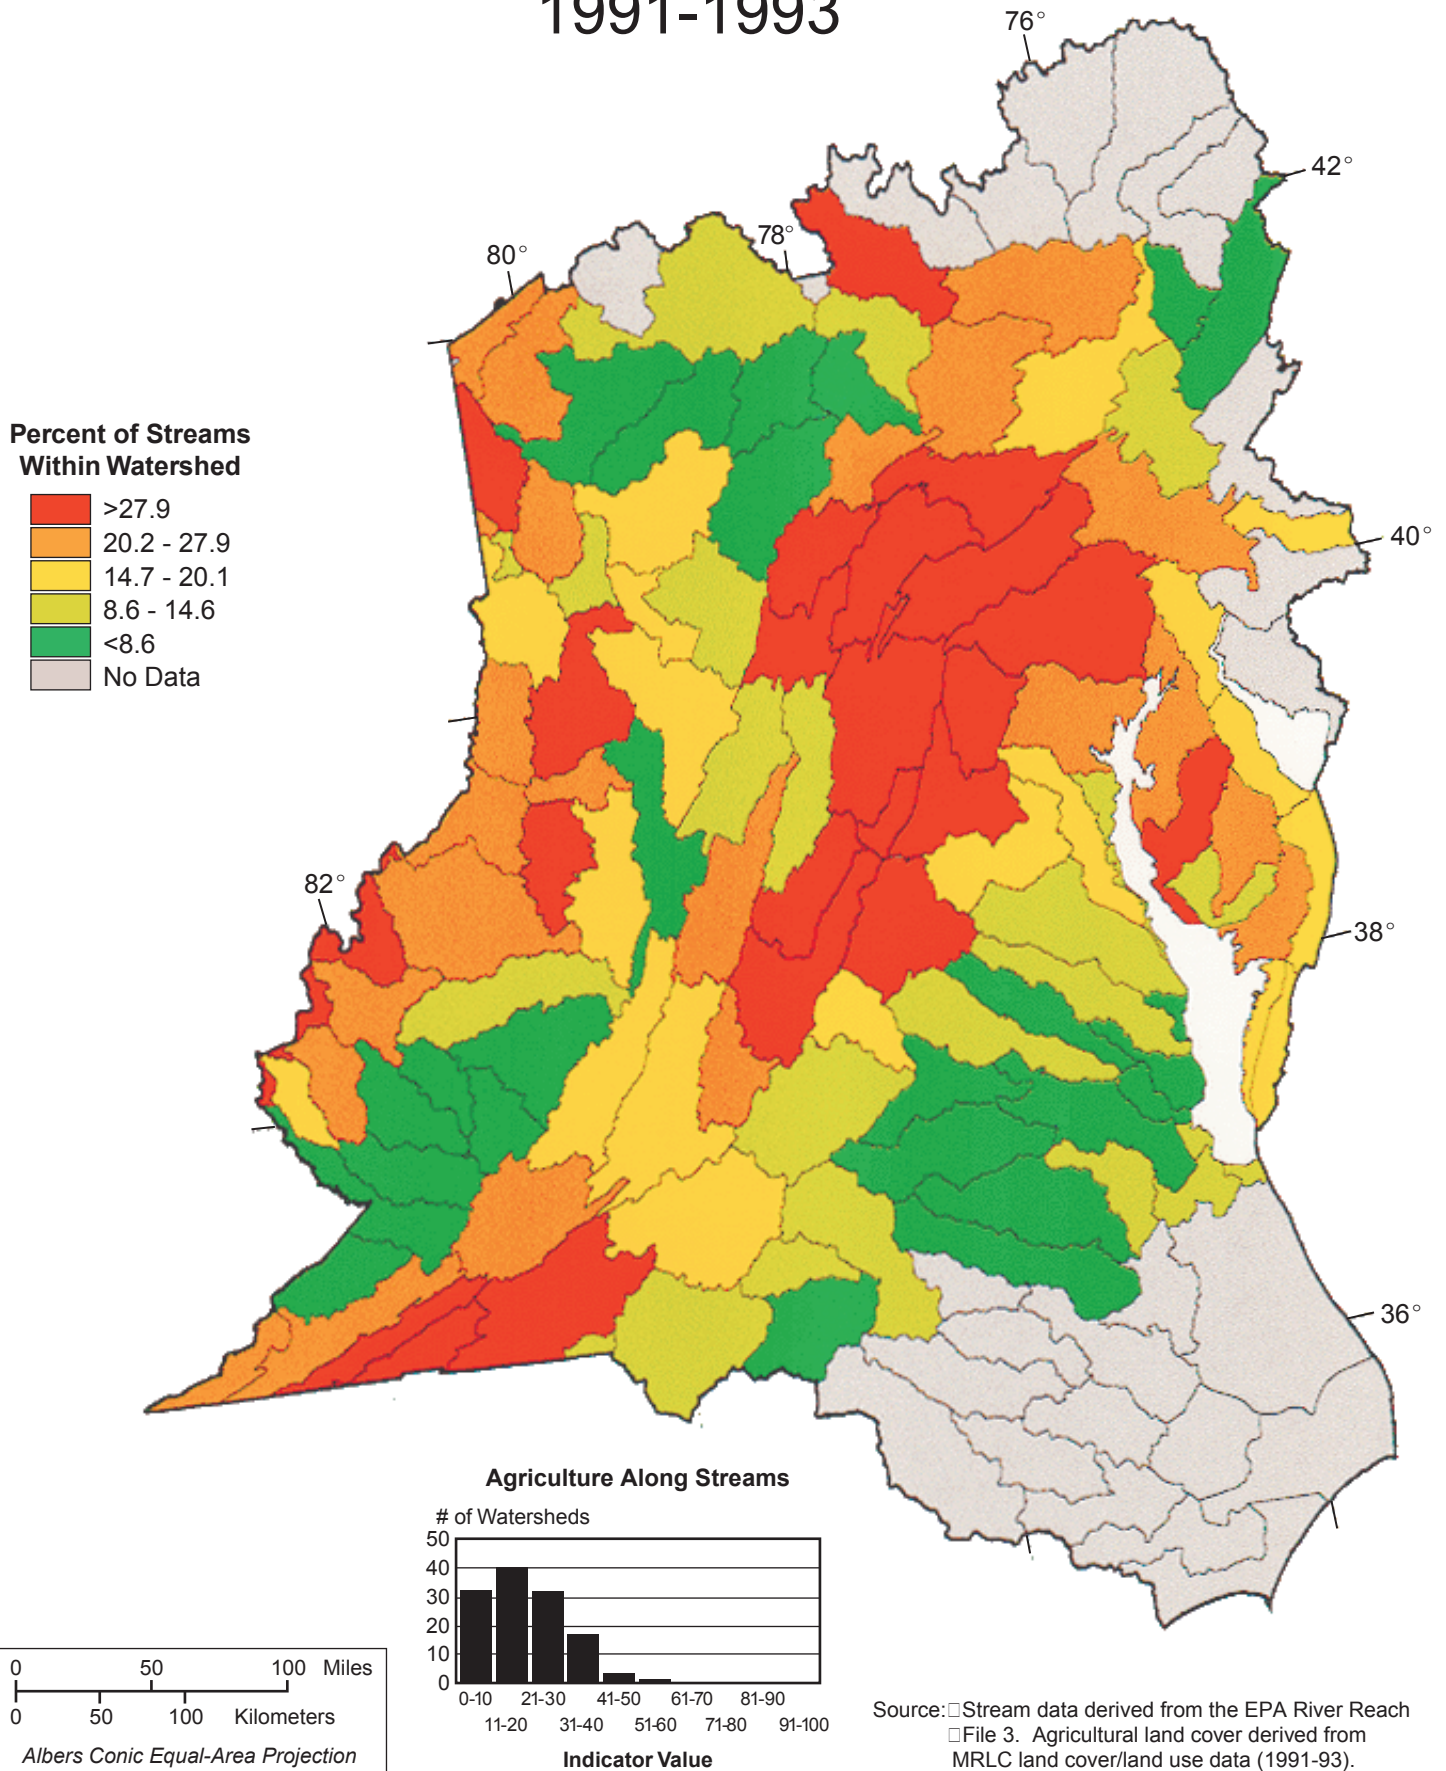 1991-1993
76°
42°
78°
80°
Percent of Streams
Within Watershed
>27.9
20.2 - 27.9
14.7 - 20.1
8.6 - 14.6
<8.6
No Data
40°
82°
38°
36°
Agriculture Along Streams
# of Watersheds
50
40
30
20
10
0
0-10 21-30 41-50 61-70 81-90
11-20 31-40 51-60 71-80 91-100
Indicator Value
0 50 100 Miles
0 50 100 Kilometers
Albers Conic Equal-Area Projection
Source:□Stream data derived from the EPA River Reach
□File 3. Agricultural land cover derived from
MRLC land cover/land use data (1991-93).